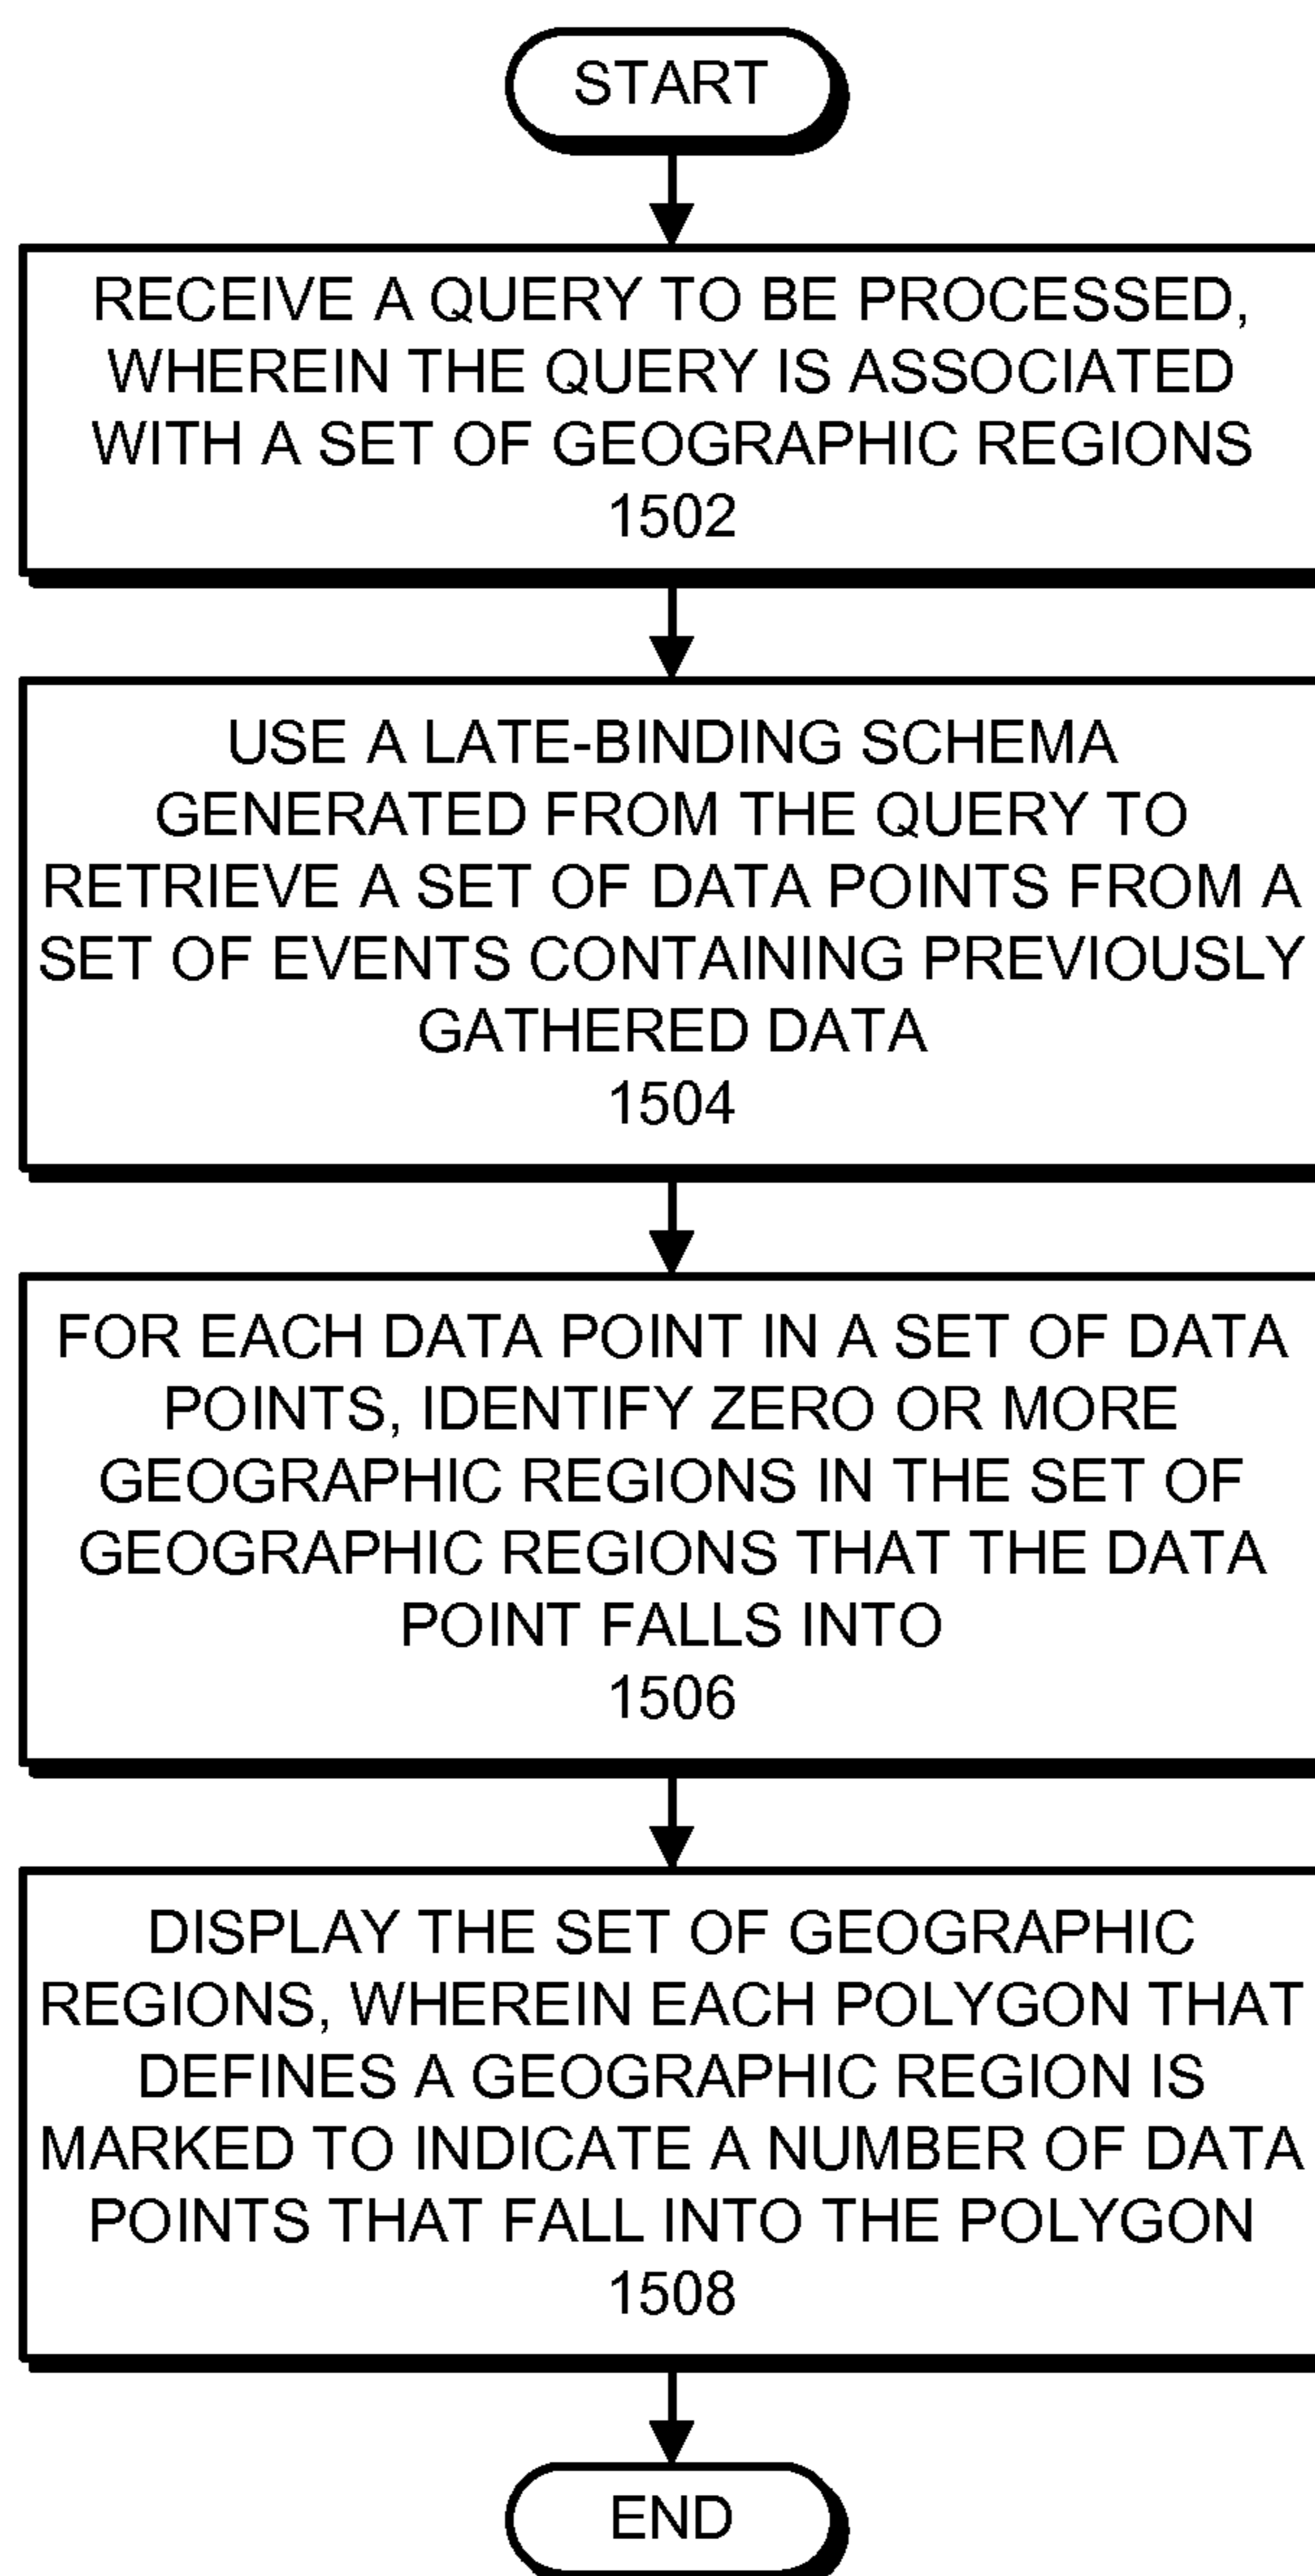 START
RECEIVE A QUERY TO BE PROCESSED,
WHEREIN THE QUERY IS ASSOCIATED
WITH A SET OF GEOGRAPHIC REGIONS
1502
USE A LATE-BINDING SCHEMA
GENERATED FROM THE QUERY TO
RETRIEVE A SET OF DATA POINTS FROM A
SET OF EVENTS CONTAINING PREVIOUSLY
GATHERED DATA
1504
FOR EACH DATA POINT IN A SET OF DATA
POINTS, IDENTIFY ZERO OR MORE
GEOGRAPHIC REGIONS IN THE SET OF
GEOGRAPHIC REGIONS THAT THE DATA
POINT FALLS INTO
1506
DISPLAY THE SET OF GEOGRAPHIC
REGIONS, WHEREIN EACH POLYGON THAT
DEFINES A GEOGRAPHIC REGION IS
MARKED TO INDICATE A NUMBER OF DATA
POINTS THAT FALL INTO THE POLYGON
1508
END